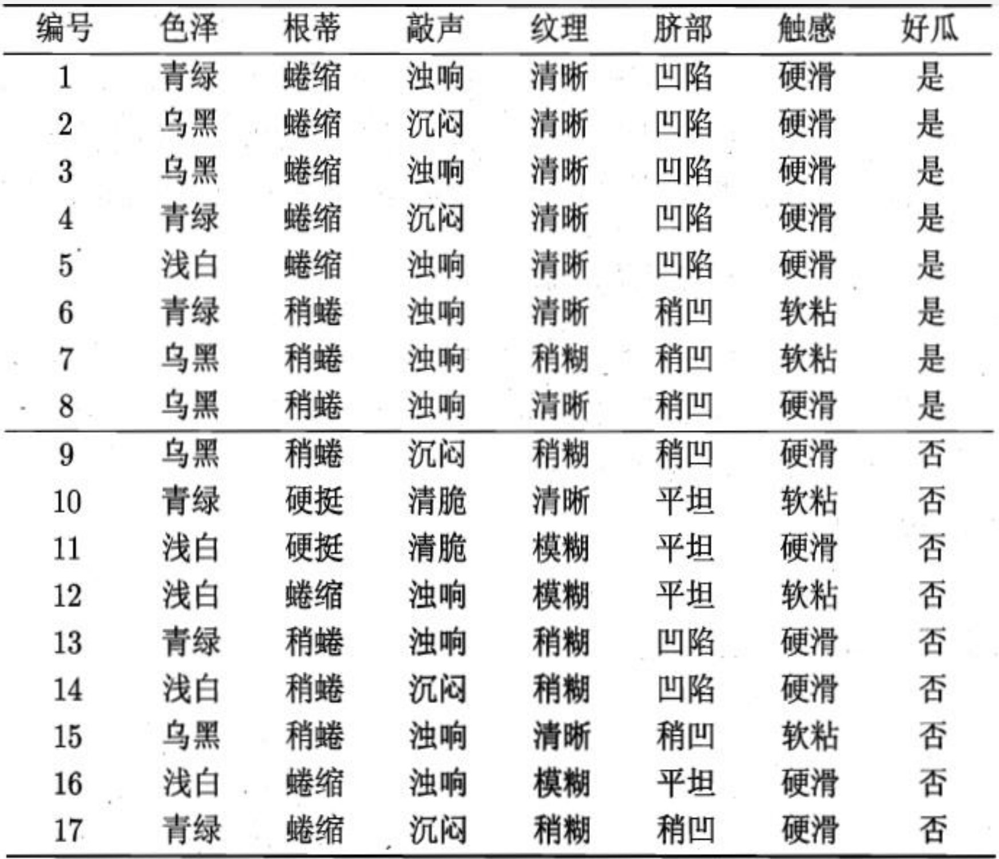 编号 色泽 根蒂 敲声 纹理 脐部 触感 好瓜
1 青绿 蜷缩 浊响 清晰 凹陷 硬滑 是
2 乌黑 蜷缩 沉闷 清晰 凹陷 硬滑 是
3 乌黑 蜷缩 浊响 清晰 凹陷 硬滑 是
4 青绿 蜷缩 沉闷 清晰 凹陷 硬滑 是
5 浅白 蜷缩 浊响 清晰 凹陷 硬滑 是
6 青绿 稍蜷 浊响 清晰 稍凹 软粘 是
7 乌黑 稍蜷 浊响 稍糊 稍凹 软粘 是
8 乌黑 稍蜷 浊响 清晰 稍凹 硬滑 是
9 乌黑 稍蜷 沉闷 稍糊 稍凹 硬滑 否
10 青绿 硬挺 清脆 清晰 平坦 软粘 否
11 浅白 硬挺 清脆 模糊 平坦 硬滑 否
12 浅白 蜷缩 浊响 模糊 平坦 软粘 否
13 青绿 稍蜷 浊响 稍糊 凹陷 硬滑 否
14 浅白 稍蜷 沉闷 稍糊 凹陷 硬滑 否
15 乌黑 稍蜷 浊响 清晰 稍凹 软粘 否
16 浅白 蜷缩 浊响 模糊 平坦 硬滑 否
17 青绿 蜷缩 沉闷 稍糊 稍凹 硬滑 否